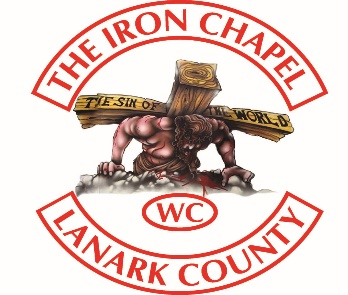 THE IRON CHAPEL
THE SIN OF THE WORLD
WC
LANARK COUNTY